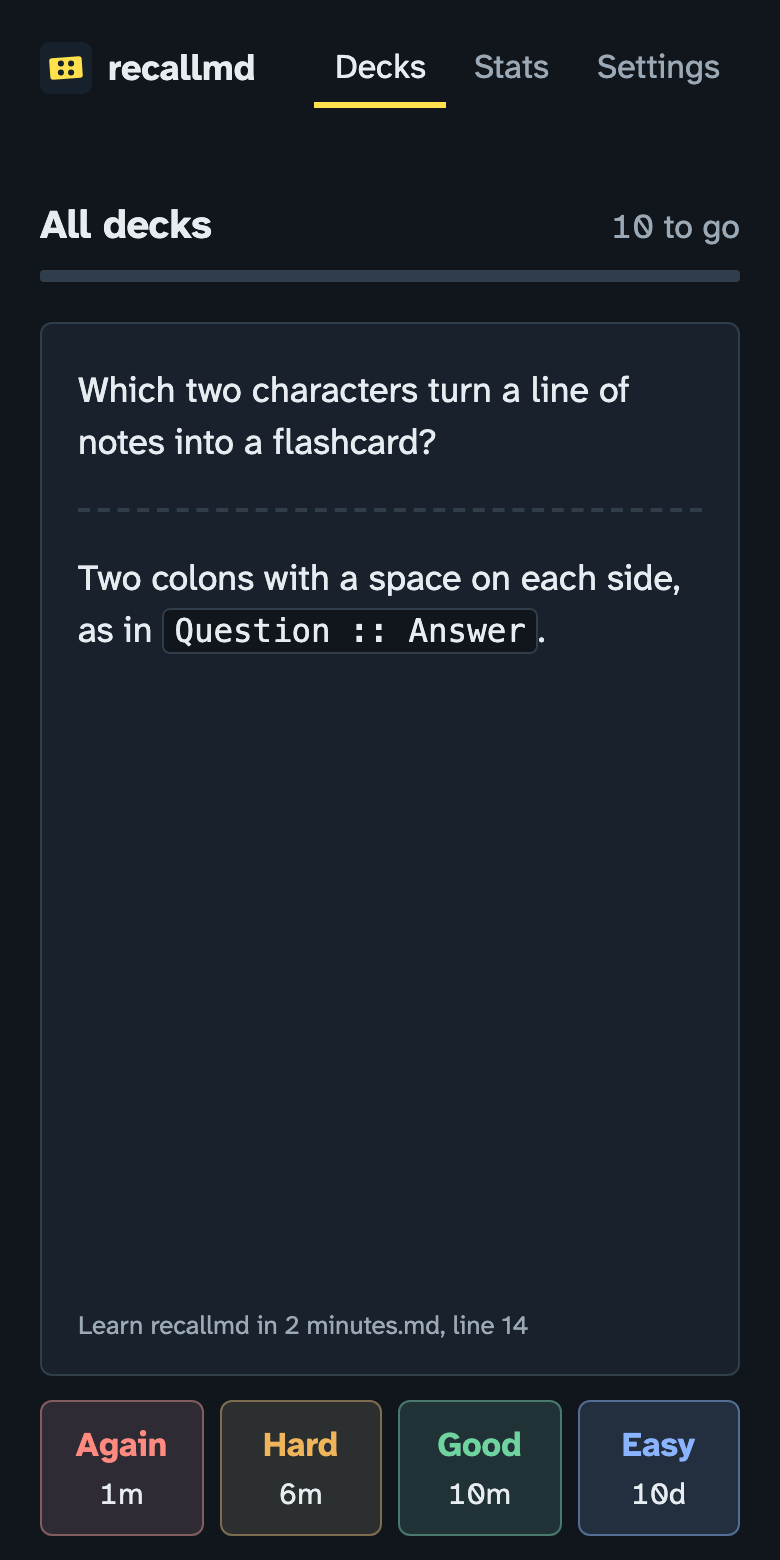 recallmd Decks Stats Settings
All decks 10 to go
Which two characters turn a line of
notes into a flashcard?
Two colons with a space on each side,
as in Question :: Answer.
Learn recallmd in 2 minutes.md, line 14
Again Hard Good Easy
1m 6m 10m 10d